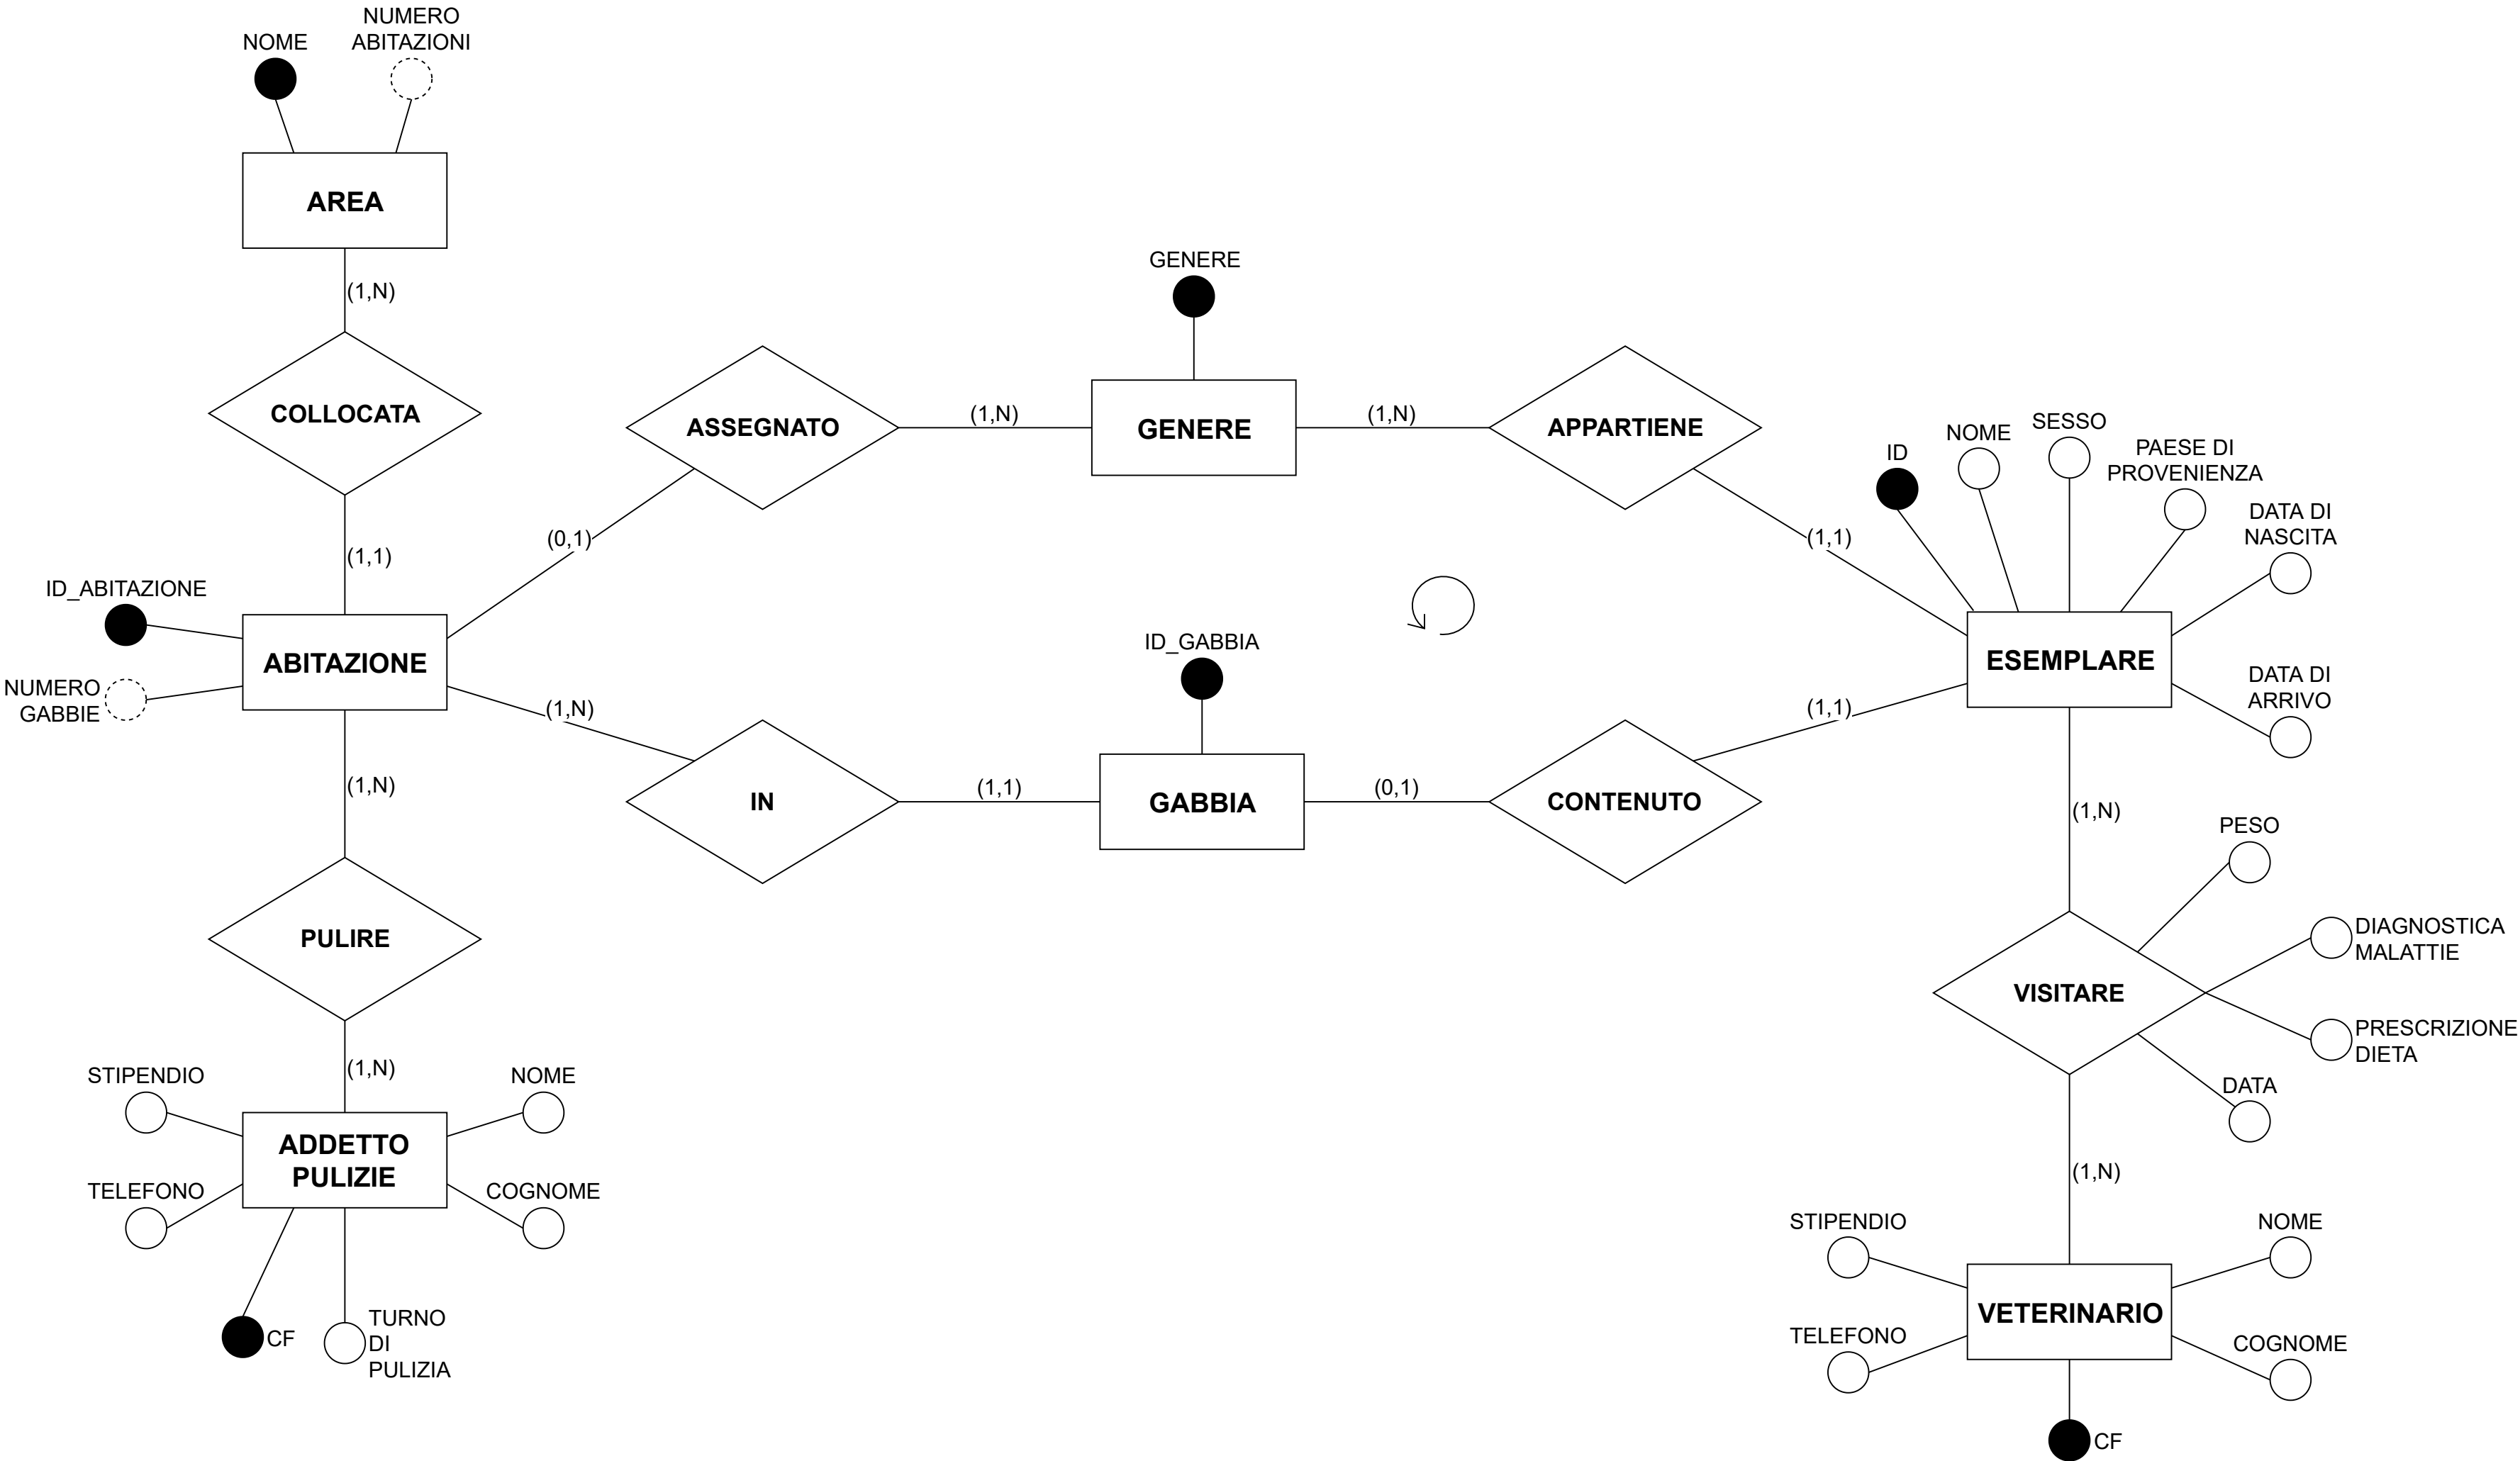 NUMERO
ABITAZIONI
NOME
AREA
(1,N)
COLLOCATA
(1,1)
ID_ABITAZIONE
ABITAZIONE
NUMERO
GABBIE
(1,N)
PULIRE
(1,N)
STIPENDIO
NOME
ADDETTO
PULIZIE
TELEFONO
COGNOME
CF
TURNO
DI
PULIZIA
ASSEGNATO
(0,1)
(1,N)
GENERE
GENERE
(1,N)
APPARTIENE
(1,1)
(1,N)
IN
(1,1)
ID_GABBIA
GABBIA
(0,1)
CONTENUTO
(1,1)
ID
NOME
SESSO
PAESE DI
PROVENIENZA
DATA DI
NASCITA
ESEMPLARE
DATA DI
ARRIVO
(1,N)
PESO
DIAGNOSTICA
MALATTIE
VISITARE
PRESCRIZIONE
DIETA
DATA
(1,N)
STIPENDIO
NOME
VETERINARIO
TELEFONO
COGNOME
CF